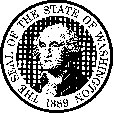 THE SEAL OF THE STATE OF WASHINGTON
1889